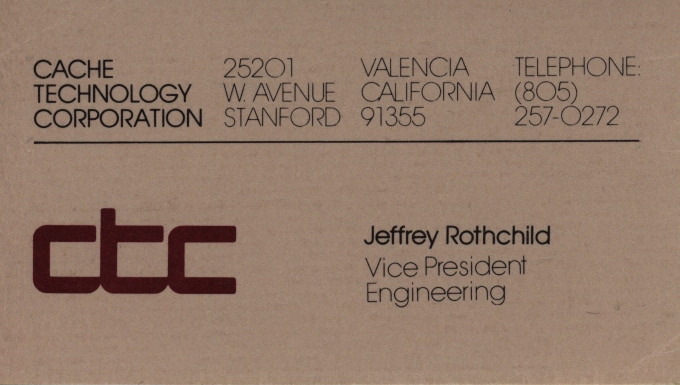 CACHE
TECHNOLOGY
CORPORATION
25201
W. AVENUE
STANFORD
VALENCIA
CALIFORNIA
91355
TELEPHONE:
(805)
257-0272
ctc
Jeffrey Rothchild
Vice President
Engineering